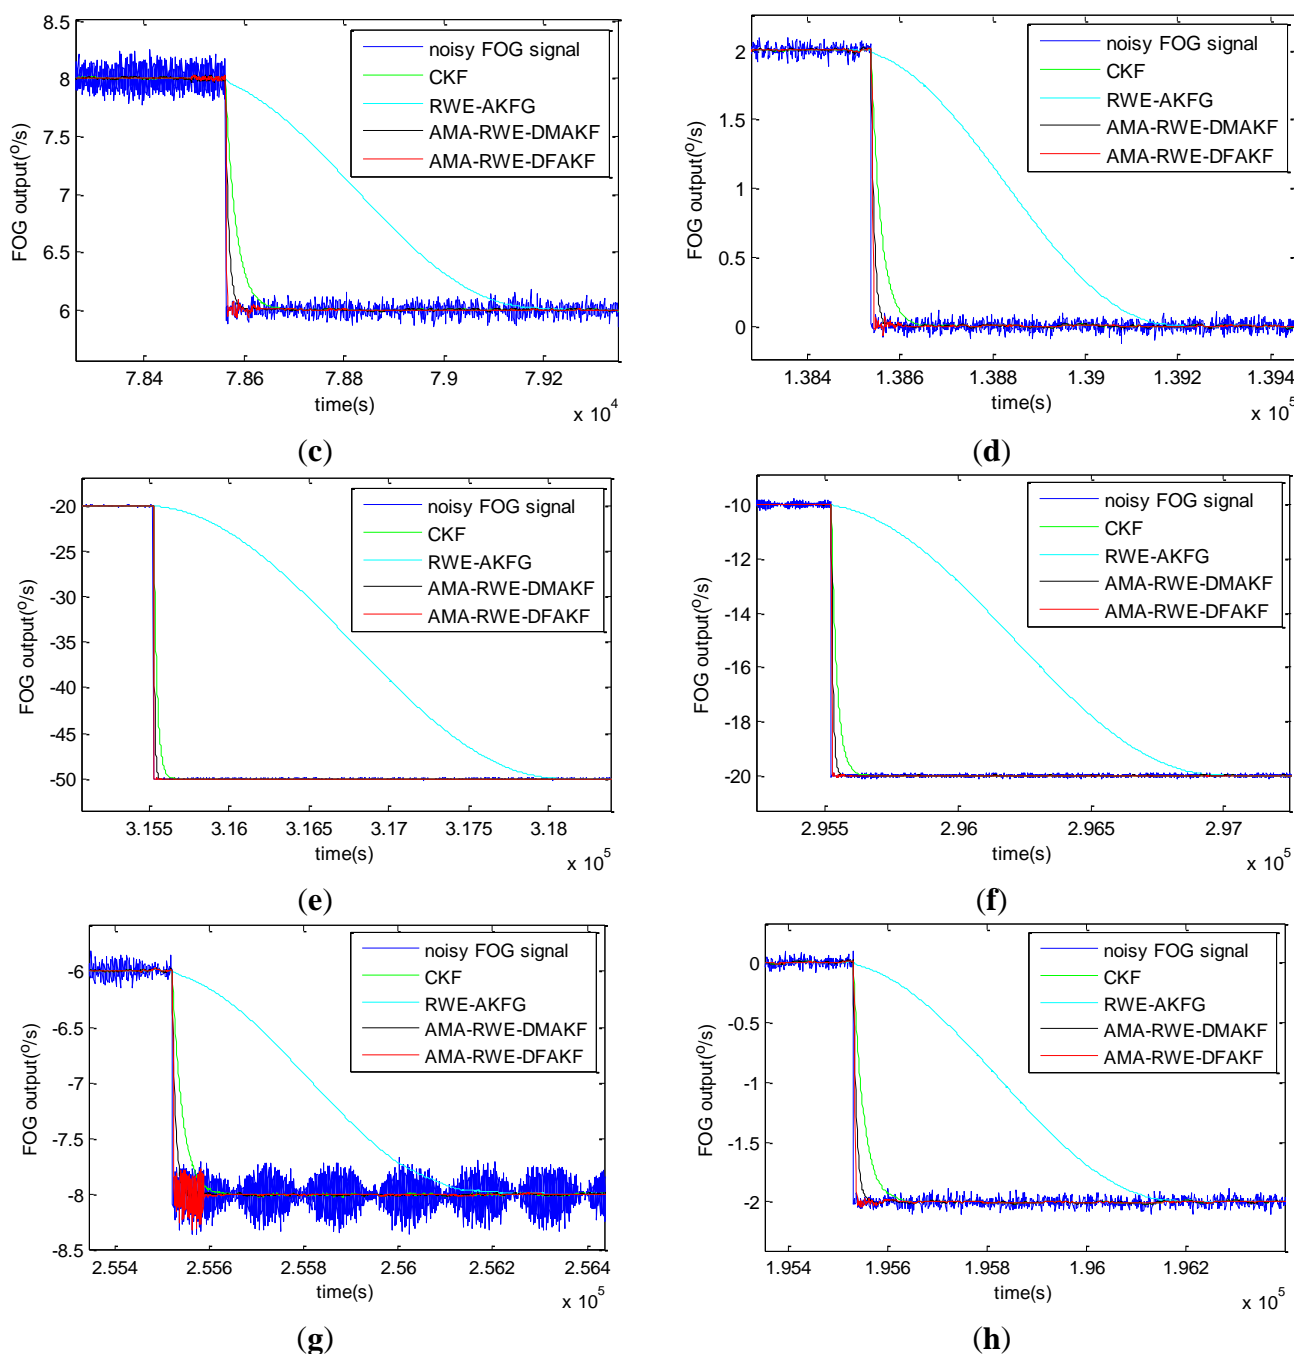 8.5
8
7.5
7
6.5
6
FOG output(º/s)
noisy FOG signal
CKF
RWE-AKFG
AMA-RWE-DMAKF
AMA-RWE-DFAKF
7.84 7.86 7.88 7.9 7.92
time(s)
x 10^4
(c)
2
1.5
1
0.5
0
FOG output(º/s)
noisy FOG signal
CKF
RWE-AKFG
AMA-RWE-DMAKF
AMA-RWE-DFAKF
1.384 1.386 1.388 1.39 1.392 1.394
time(s)
x 10^5
(d)
-20
-25
-30
-35
-40
-45
-50
FOG output(º/s)
noisy FOG signal
CKF
RWE-AKFG
AMA-RWE-DMAKF
AMA-RWE-DFAKF
3.155 3.16 3.165 3.17 3.175 3.18
time(s)
x 10^5
(e)
-10
-12
-14
-16
-18
-20
FOG output(º/s)
noisy FOG signal
CKF
RWE-AKFG
AMA-RWE-DMAKF
AMA-RWE-DFAKF
2.955 2.96 2.965 2.97
time(s)
x 10^5
(f)
-6
-6.5
-7
-7.5
-8
-8.5
FOG output(º/s)
noisy FOG signal
CKF
RWE-AKFG
AMA-RWE-DMAKF
AMA-RWE-DFAKF
2.554 2.556 2.558 2.56 2.562 2.564
time(s)
x 10^5
(g)
0
-0.5
-1
-1.5
-2
FOG output(º/s)
noisy FOG signal
CKF
RWE-AKFG
AMA-RWE-DMAKF
AMA-RWE-DFAKF
1.954 1.956 1.958 1.96 1.962
time(s)
x 10^5
(h)